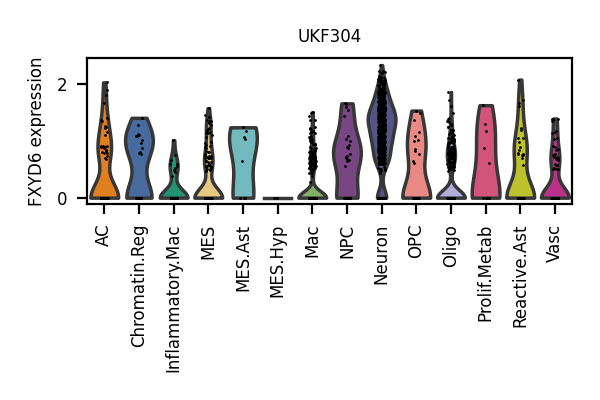 UKF304
FXYD6 expression
2
0
AC
Chromatin.Reg
Inflammatory.Mac
MES
MES.Ast
MES.Hyp
Mac
NPC
Neuron
OPC
Oligo
Prolif.Metab
Reactive.Ast
Vasc